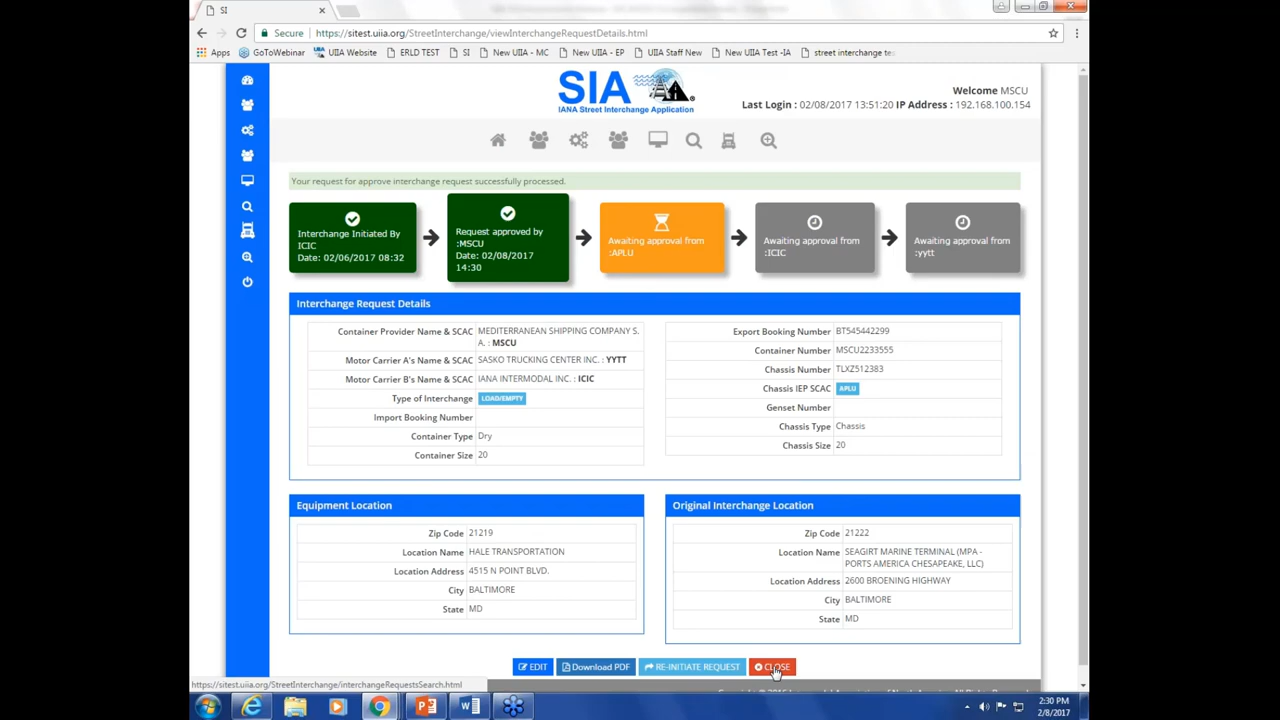 SI
Secure https://sitest.uiia.org/StreetInterchange/viewInterchangeRequestDetails.html
Apps GoToWebinar UIIA Website ERLD TEST SI New UIIA - MC New UIIA - EP UIIA Staff New New UIIA Test -IA street interchange te
SIA
IANA Street Interchange Application
Welcome MSCU
Last Login : 02/08/2017 13:51:20 IP Address : 192.168.100.154
Your request for approve interchange request successfully processed.
Interchange Initiated By
ICIC
Date: 02/06/2017 08:32
Request approved by
:MSCU
Date: 02/08/2017
14:30
Awaiting approval from
:APLU
Awaiting approval from
:ICIC
Awaiting approval from
:yytt
Interchange Request Details
Container Provider Name & SCAC MEDITERRANEAN SHIPPING COMPANY S.
A. : MSCU
Motor Carrier A's Name & SCAC SASKO TRUCKING CENTER INC. : YYTT
Motor Carrier B's Name & SCAC IANA INTERMODAL INC. : ICIC
Type of Interchange LOAD/EMPTY
Import Booking Number
Container Type Dry
Container Size 20
Export Booking Number BT545442299
Container Number MSCU2233555
Chassis Number TLXZ512383
Chassis IEP SCAC APLU
Genset Number
Chassis Type Chassis
Chassis Size 20
Equipment Location
Zip Code 21219
Location Name HALE TRANSPORTATION
Location Address 4515 N POINT BLVD.
City BALTIMORE
State MD
Original Interchange Location
Zip Code 21222
Location Name SEAGIRT MARINE TERMINAL (MPA -
PORTS AMERICA CHESAPEAKE, LLC)
Location Address 2600 BROENING HIGHWAY
City BALTIMORE
State MD
EDIT Download PDF RE-INITIATE REQUEST CLOSE
https://sitest.uiia.org/StreetInterchange/interchangeRequestsSearch.html
2:30 PM
2/8/2017